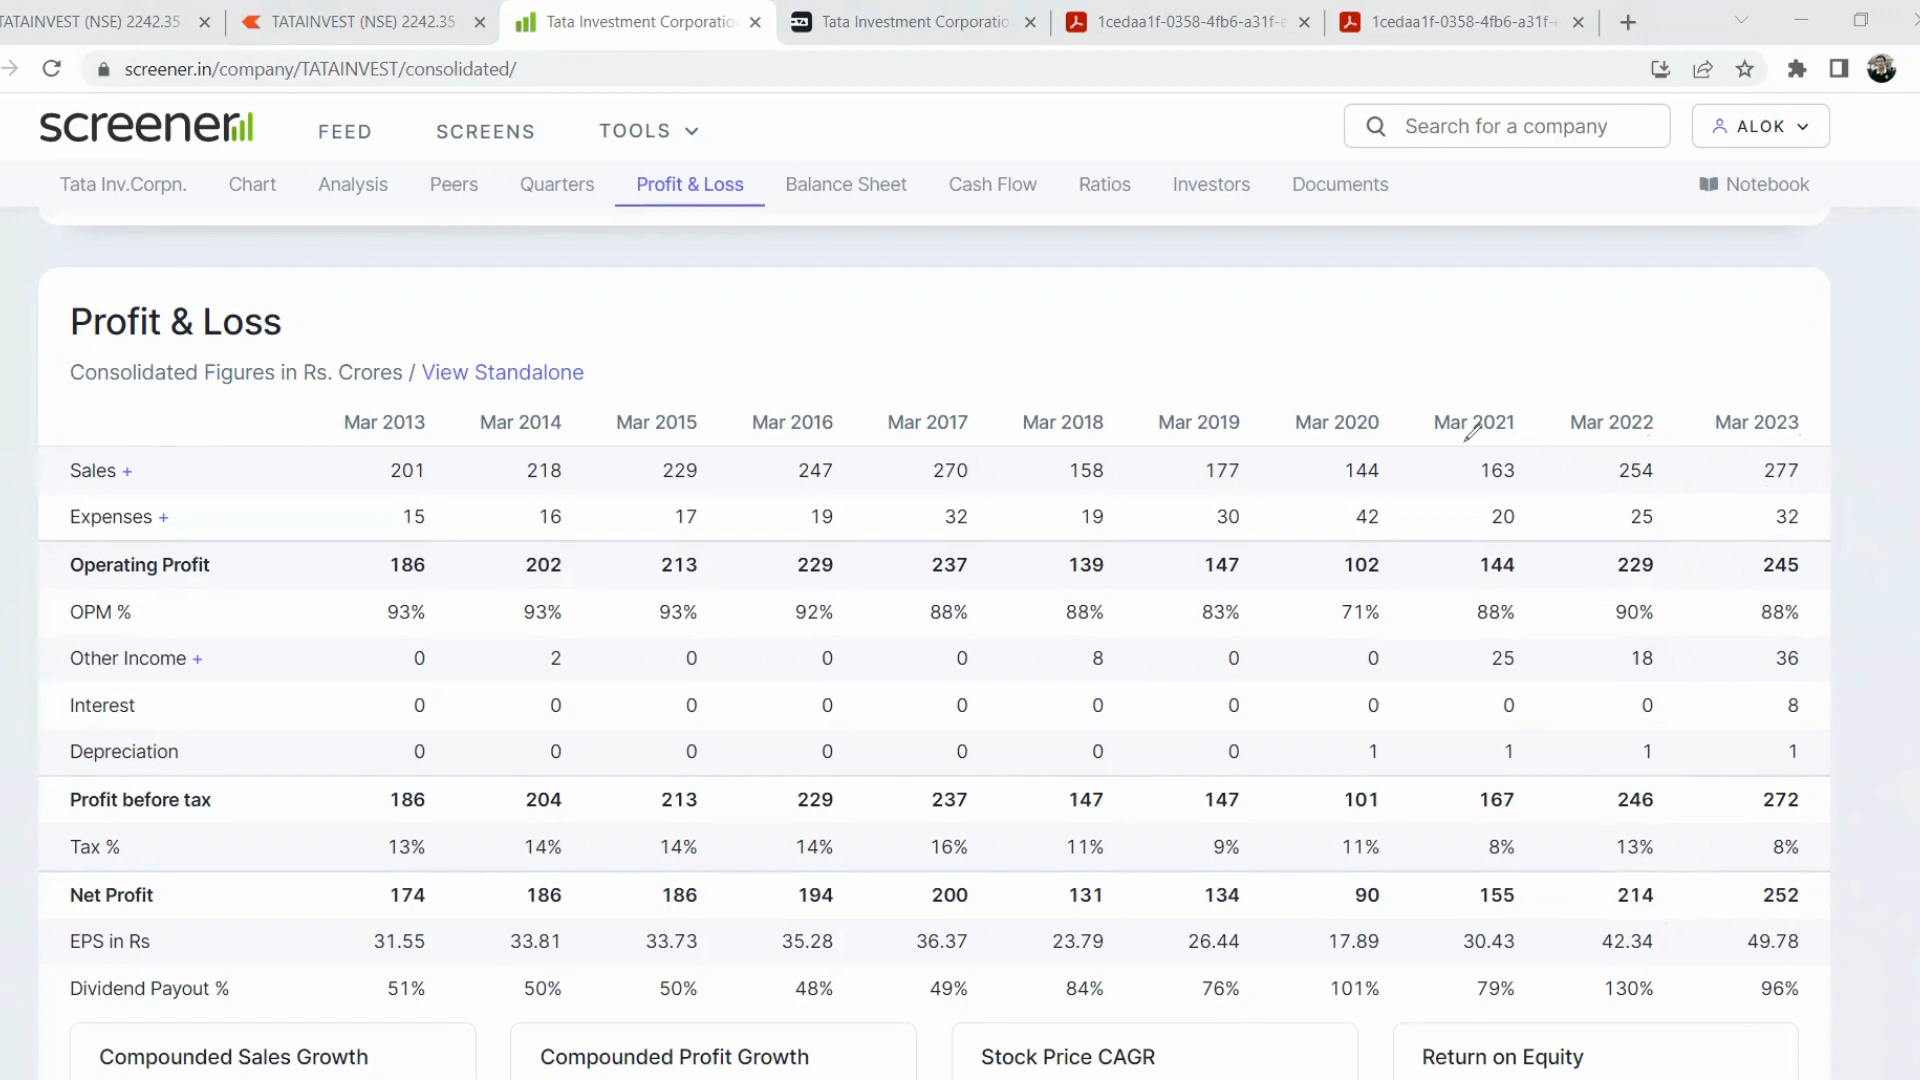 TATAINVEST (NSE) 2242.35
TATAINVEST (NSE) 2242.35
Tata Investment Corporatio
Tata Investment Corporatio
1cedaa1f-0358-4fb6-a31f-e
1cedaa1f-0358-4fb6-a31f-e
screener.in/company/TATAINVEST/consolidated/
screener
FEED
SCREENS
TOOLS
Search for a company
ALOK
Tata Inv.Corpn.
Chart
Analysis
Peers
Quarters
Profit & Loss
Balance Sheet
Cash Flow
Ratios
Investors
Documents
Notebook
Profit & Loss
Consolidated Figures in Rs. Crores / View Standalone
Mar 2013 Mar 2014 Mar 2015 Mar 2016 Mar 2017 Mar 2018 Mar 2019 Mar 2020 Mar 2021 Mar 2022 Mar 2023
Sales + 201 218 229 247 270 158 177 144 163 254 277
Expenses + 15 16 17 19 32 19 30 42 20 25 32
Operating Profit 186 202 213 229 237 139 147 102 144 229 245
OPM % 93% 93% 93% 92% 88% 88% 83% 71% 88% 90% 88%
Other Income + 0 2 0 0 0 8 0 0 25 18 36
Interest 0 0 0 0 0 0 0 0 0 0 8
Depreciation 0 0 0 0 0 0 0 1 1 1 1
Profit before tax 186 204 213 229 237 147 147 101 167 246 272
Tax % 13% 14% 14% 14% 16% 11% 9% 11% 8% 13% 8%
Net Profit 174 186 186 194 200 131 134 90 155 214 252
EPS in Rs 31.55 33.81 33.73 35.28 36.37 23.79 26.44 17.89 30.43 42.34 49.78
Dividend Payout % 51% 50% 50% 48% 49% 84% 76% 101% 79% 130% 96%
Compounded Sales Growth
Compounded Profit Growth
Stock Price CAGR
Return on Equity